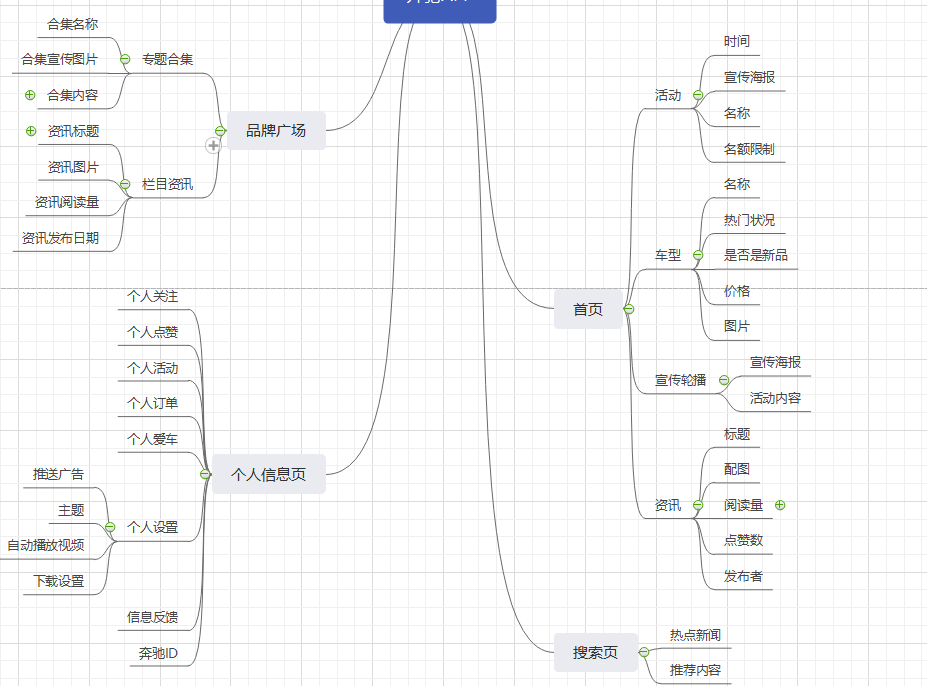 合集名称
合集宣传图片
专题合集
合集内容
品牌广场
资讯标题
资讯图片
栏目资讯
资讯阅读量
资讯发布日期
个人关注
个人点赞
个人活动
个人订单
个人爱车
个人信息页
推送广告
主题
个人设置
自动播放视频
下载设置
信息反馈
奔驰ID
时间
宣传海报
活动
名称
名额限制
名称
热门状况
车型
是否是新品
价格
图片
首页
宣传海报
宣传轮播
活动内容
标题
配图
资讯
阅读量
点赞数
发布者
热点新闻
搜索页
推荐内容